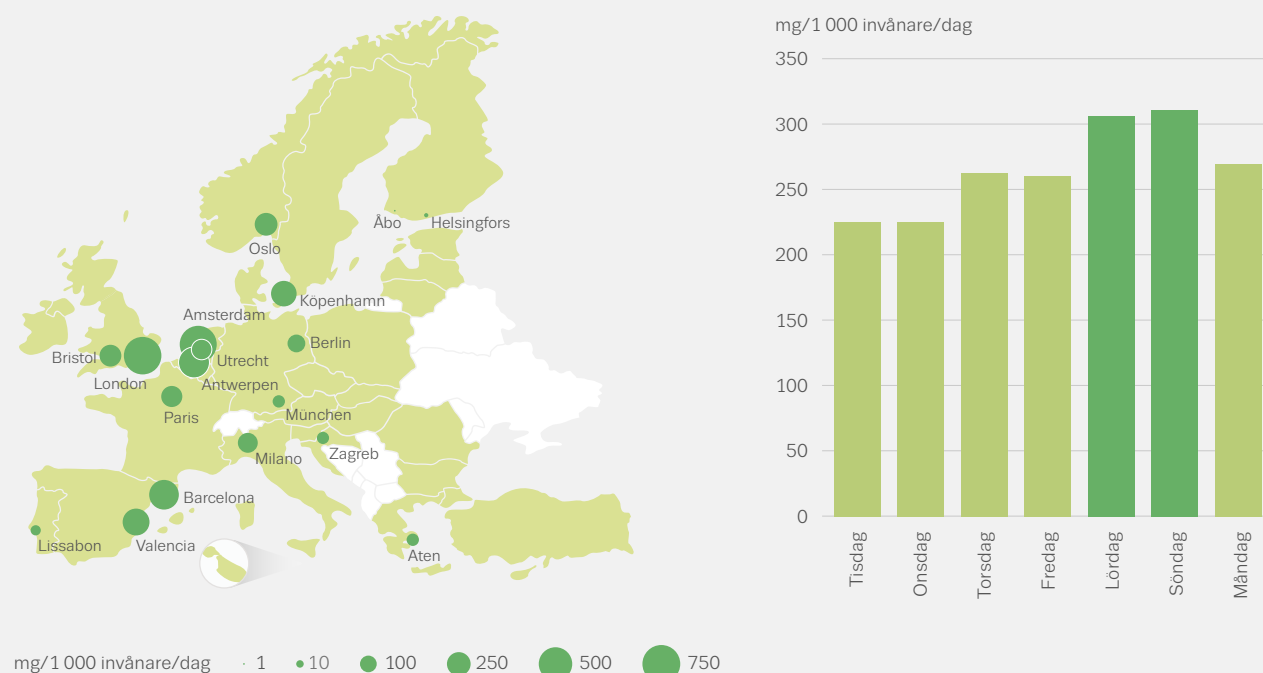 Åbo
Helsingfors
Oslo
Köpenhamn
Amsterdam
Berlin
Bristol
Utrecht
London
Antwerpen
Paris
München
Zagreb
Milano
Barcelona
Lissabon
Valencia
Aten
mg/1 000 invånare/dag
1
10
100
250
500
750
mg/1 000 invånare/dag
350
300
250
200
150
100
50
0
Tisdag
Onsdag
Torsdag
Fredag
Lördag
Söndag
Måndag